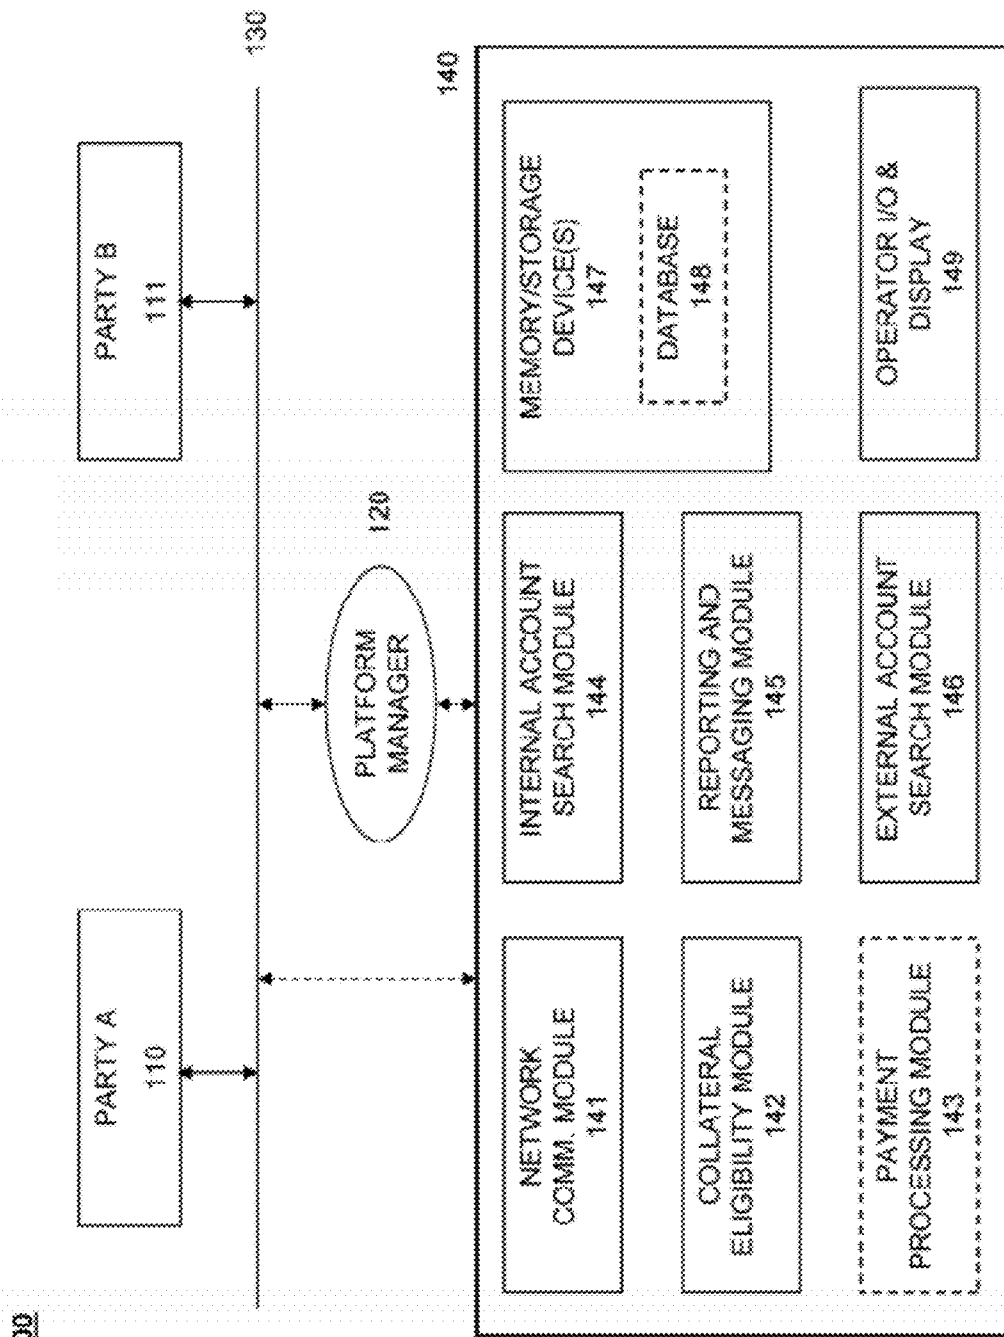 PARTY A
110
PARTY B
111
130
PLATFORM
MANAGER
120
140
NETWORK
COMM. MODULE
141
INTERNAL ACCOUNT
SEARCH MODULE
144
MEMORY/STORAGE
DEVICE(S)
147
DATABASE
148
COLLATERAL
ELIGIBILITY MODULE
142
REPORTING AND
MESSAGING MODULE
145
PAYMENT
PROCESSING MODULE
143
EXTERNAL ACCOUNT
SEARCH MODULE
146
OPERATOR I/O &
DISPLAY
149